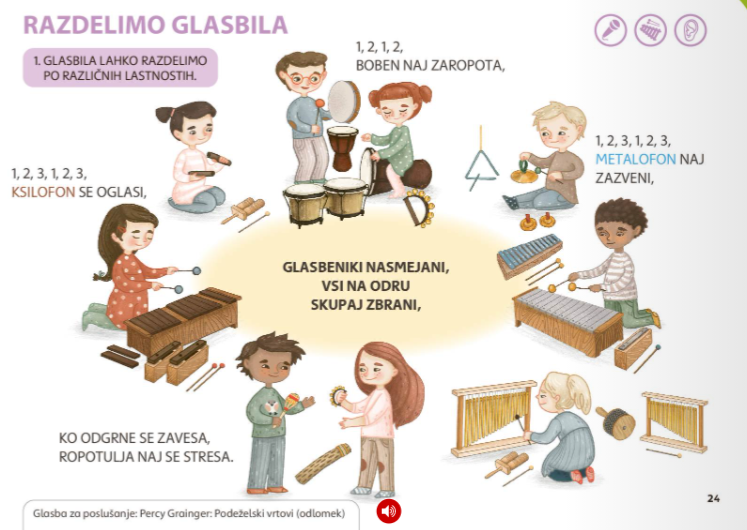 RAZDELIMO GLASBILA
1. GLASBILA LAHKO RAZDELIMO
PO RAZLIČNIH LASTNOSTIH.
1, 2, 1, 2,
BOBEN NAJ ZAROPOTA,
1, 2, 3, 1, 2, 3,
METALOFON NAJ
ZAZVENI,
1, 2, 3, 1, 2, 3,
KSILOFON SE OGLASI,
GLASBENIKI NASMEJANI,
VSI NA ODRU
SKUPAJ ZBRANI,
KO ODGRNE SE ZAVESA,
ROPOTULJA NAJ SE STRESA.
24
Glasba za poslušanje: Percy Grainger: Podeželski vrtovi (odlomek)